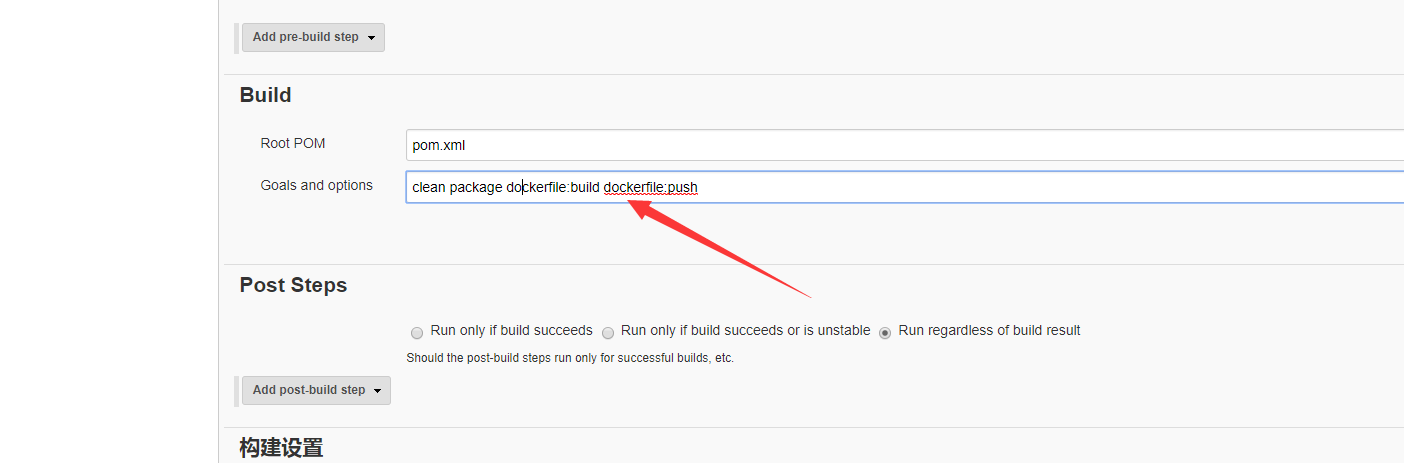 Add pre-build step
Build
Root POM
pom.xml
Goals and options
clean package dockerfile:build dockerfile:push
Post Steps
Run only if build succeeds Run only if build succeeds or is unstable Run regardless of build result
Should the post-build steps run only for successful builds, etc.
Add post-build step
构建设置